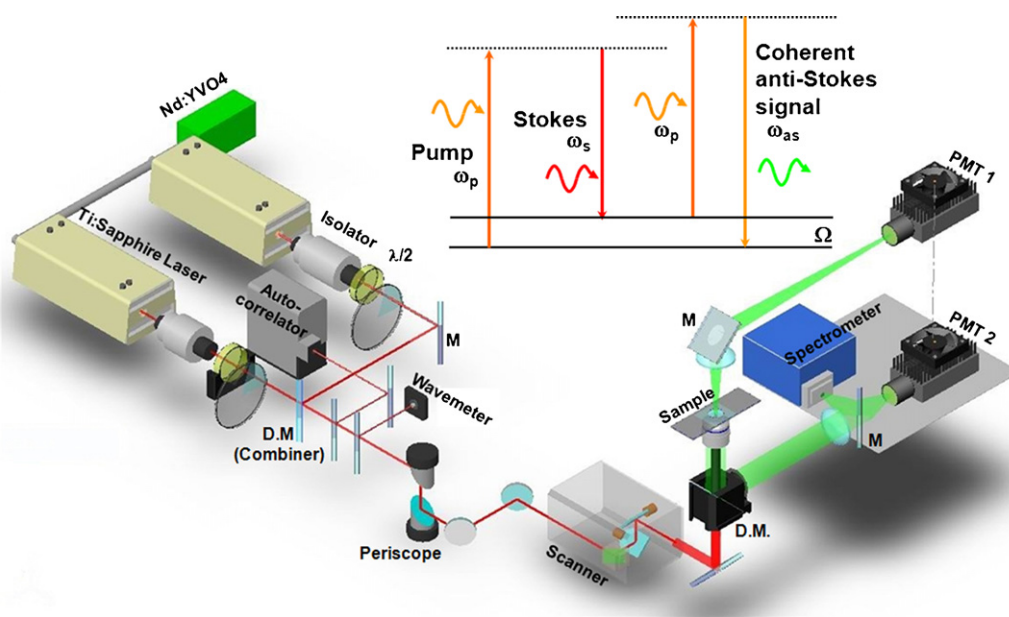 Nd:YVO4
Ti:Sapphire Laser
Isolator
λ/2
Auto-
correlator
M
Wavemeter
D.M
(Combiner)
Periscope
Scanner
D.M.
Sample
M
Spectrometer
M
PMT 1
PMT 2
Pump
ωp
Stokes
ωs
ωp
Coherent
anti-Stokes
signal
ωas
Ω